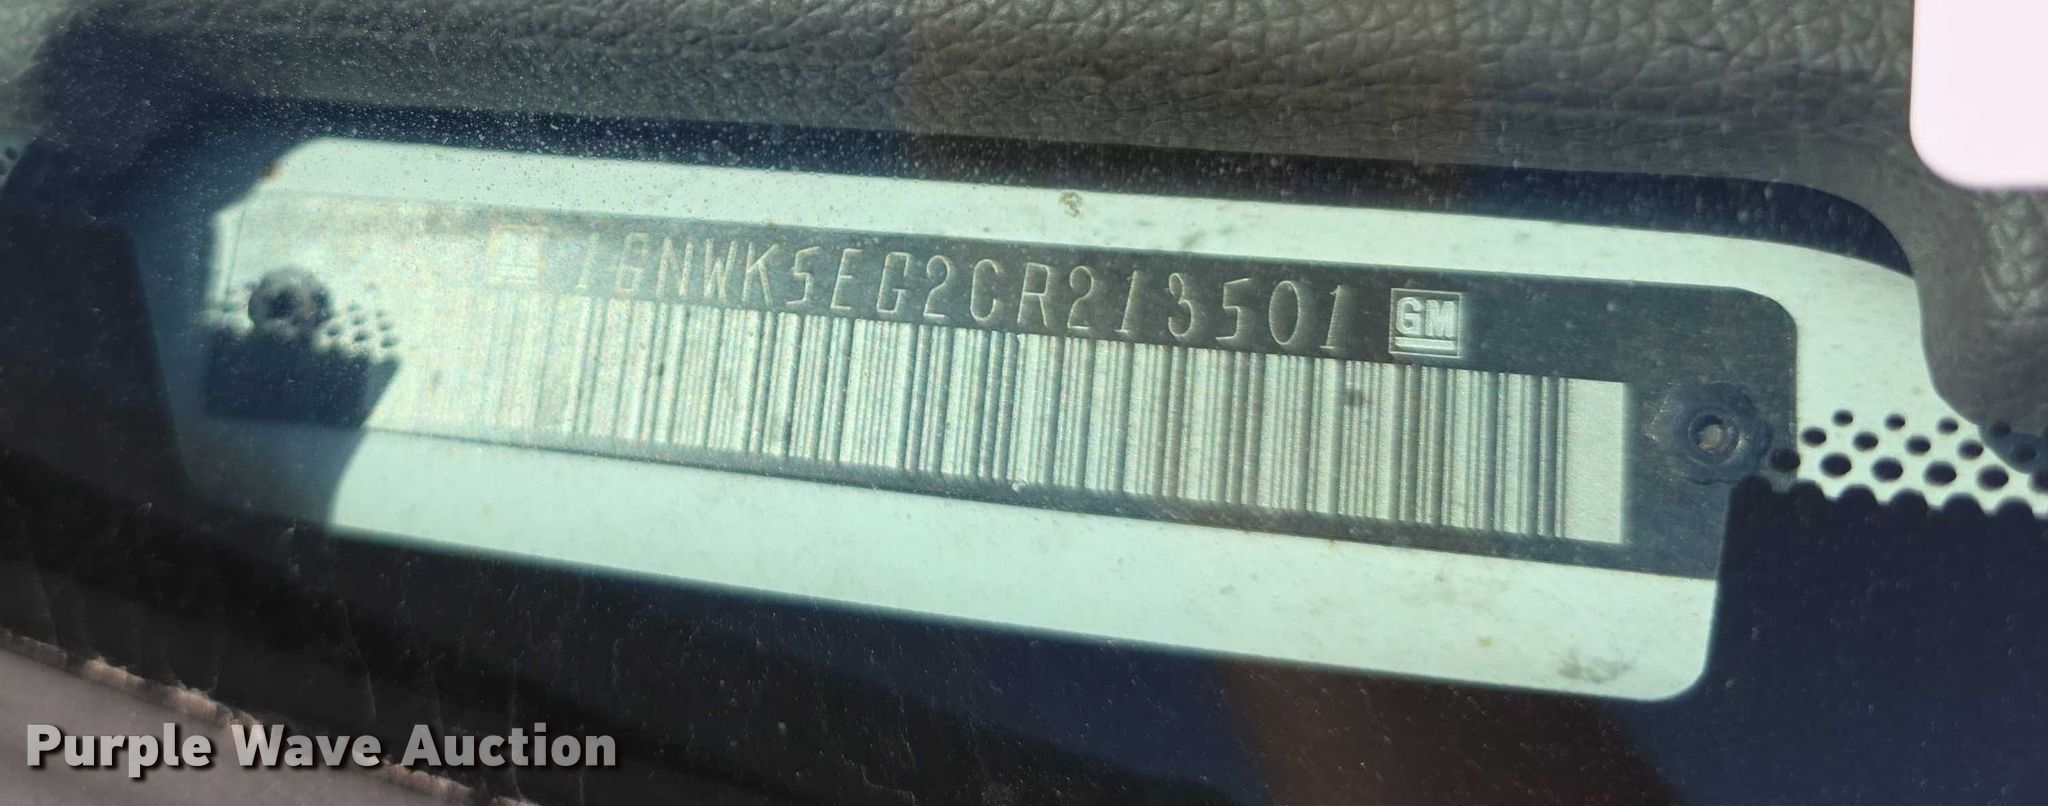 1GNWK5EG2CR213501 GM
Purple Wave Auction